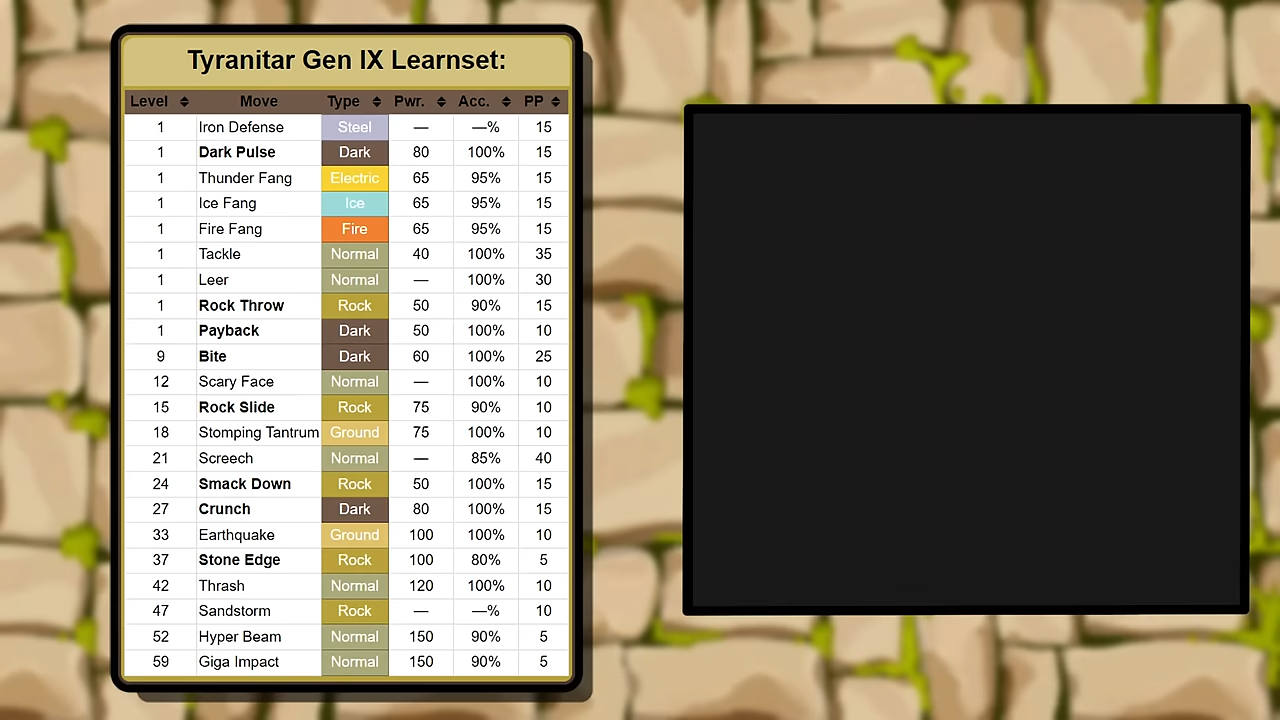 Tyranitar Gen IX Learnset:
Level Move Type Pwr. Acc. PP
1 Iron Defense Steel — —% 15
1 Dark Pulse Dark 80 100% 15
1 Thunder Fang Electric 65 95% 15
1 Ice Fang Ice 65 95% 15
1 Fire Fang Fire 65 95% 15
1 Tackle Normal 40 100% 35
1 Leer Normal — 100% 30
1 Rock Throw Rock 50 90% 15
1 Payback Dark 50 100% 10
9 Bite Dark 60 100% 25
12 Scary Face Normal — 100% 10
15 Rock Slide Rock 75 90% 10
18 Stomping Tantrum Ground 75 100% 10
21 Screech Normal — 85% 40
24 Smack Down Rock 50 100% 15
27 Crunch Dark 80 100% 15
33 Earthquake Ground 100 100% 10
37 Stone Edge Rock 100 80% 5
42 Thrash Normal 120 100% 10
47 Sandstorm Rock — —% 10
52 Hyper Beam Normal 150 90% 5
59 Giga Impact Normal 150 90% 5